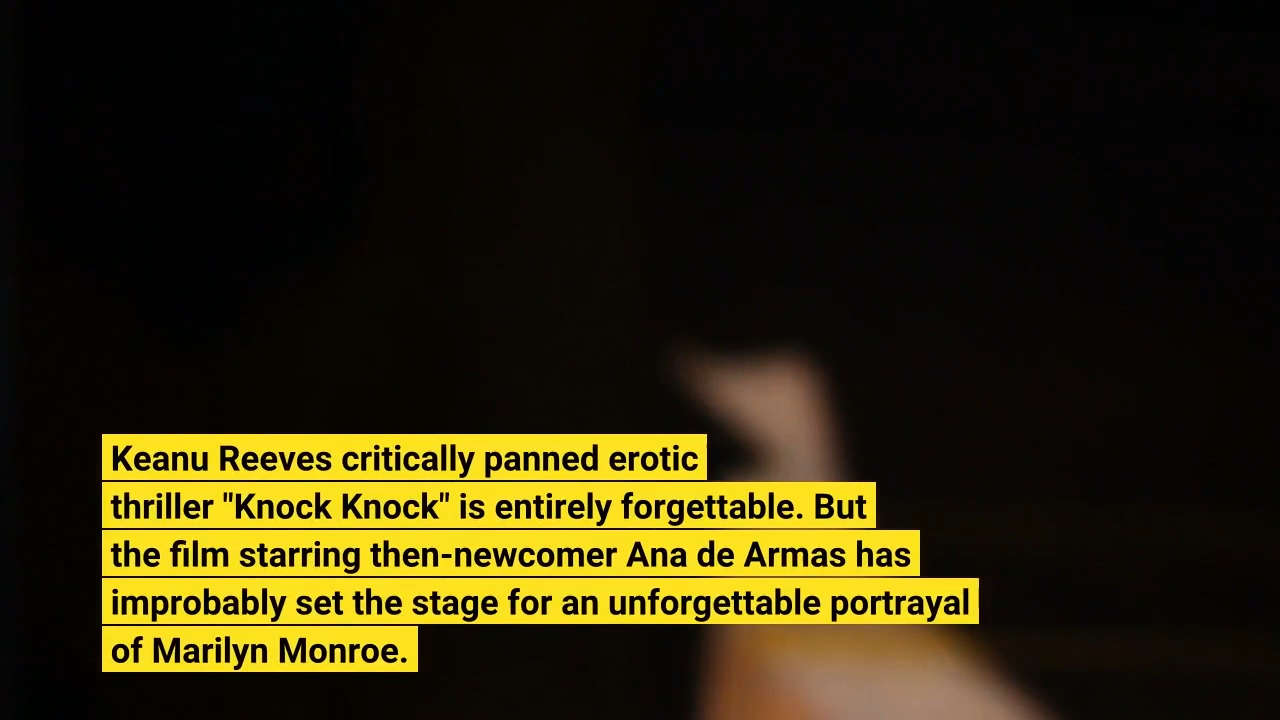 Keanu Reeves critically panned erotic
thriller "Knock Knock" is entirely forgettable. But
the film starring then-newcomer Ana de Armas has
improbably set the stage for an unforgettable portrayal
of Marilyn Monroe.